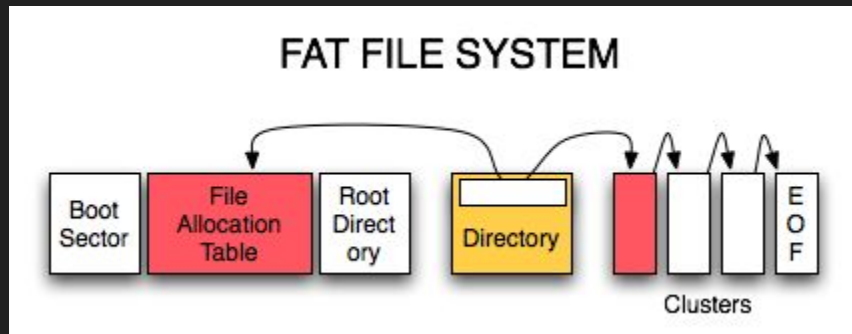 FAT FILE SYSTEM
Boot
Sector
File
Allocation
Table
Root
Direct
ory
Directory
E
O
F
Clusters